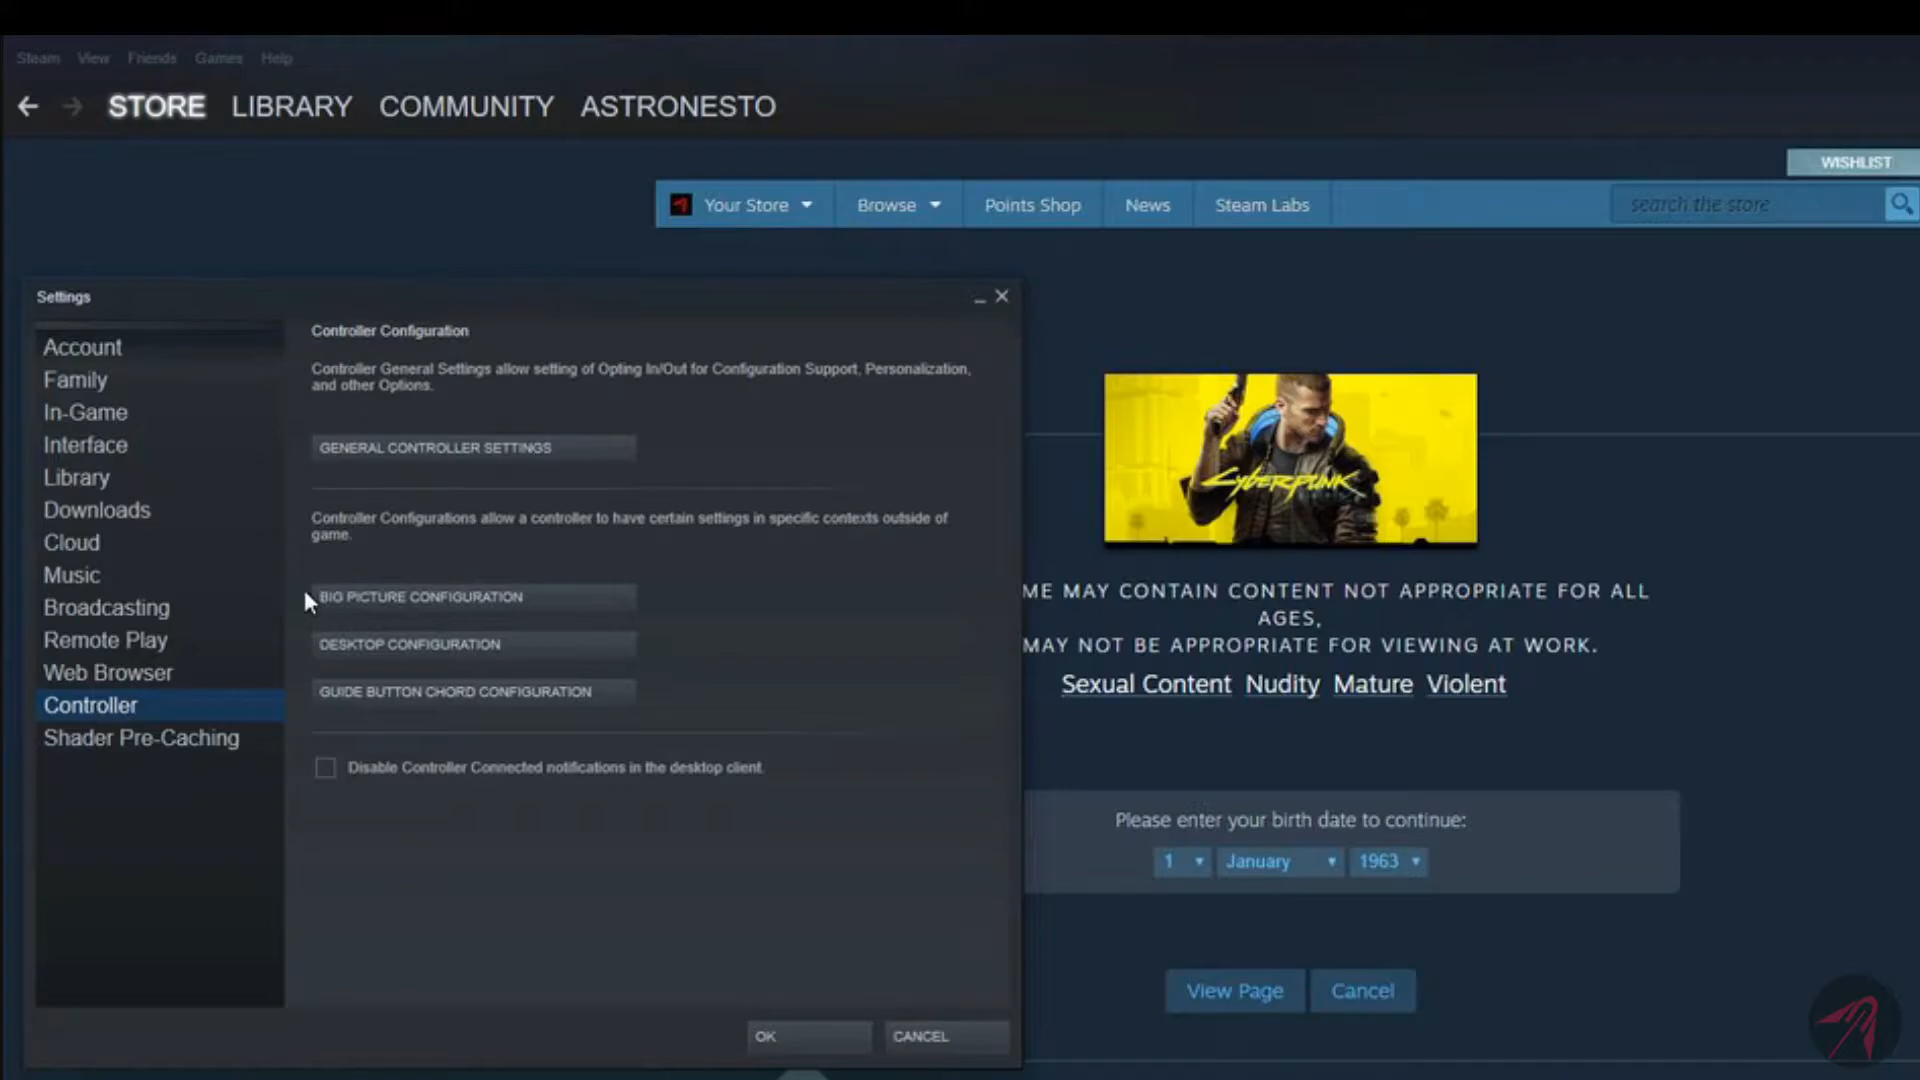 Steam View Friends Games Help
STORE LIBRARY COMMUNITY ASTRONESTO
WISHLIST
Your Store Browse Points Shop News Steam Labs search the store
Settings
Account
Family
In-Game
Interface
Library
Downloads
Cloud
Music
Broadcasting
Remote Play
Web Browser
Controller
Shader Pre-Caching
Controller Configuration
Controller General Settings allow setting of Opting In/Out for Configuration Support, Personalization,
and other Options.
GENERAL CONTROLLER SETTINGS
Controller Configurations allow a controller to have certain settings in specific contexts outside of
game.
BIG PICTURE CONFIGURATION
DESKTOP CONFIGURATION
GUIDE BUTTON CHORD CONFIGURATION
Disable Controller Connected notifications in the desktop client
OK CANCEL
CYBERPUNK
ME MAY CONTAIN CONTENT NOT APPROPRIATE FOR ALL
AGES,
MAY NOT BE APPROPRIATE FOR VIEWING AT WORK.
Sexual Content Nudity Mature Violent
Please enter your birth date to continue:
1 January 1963
View Page Cancel